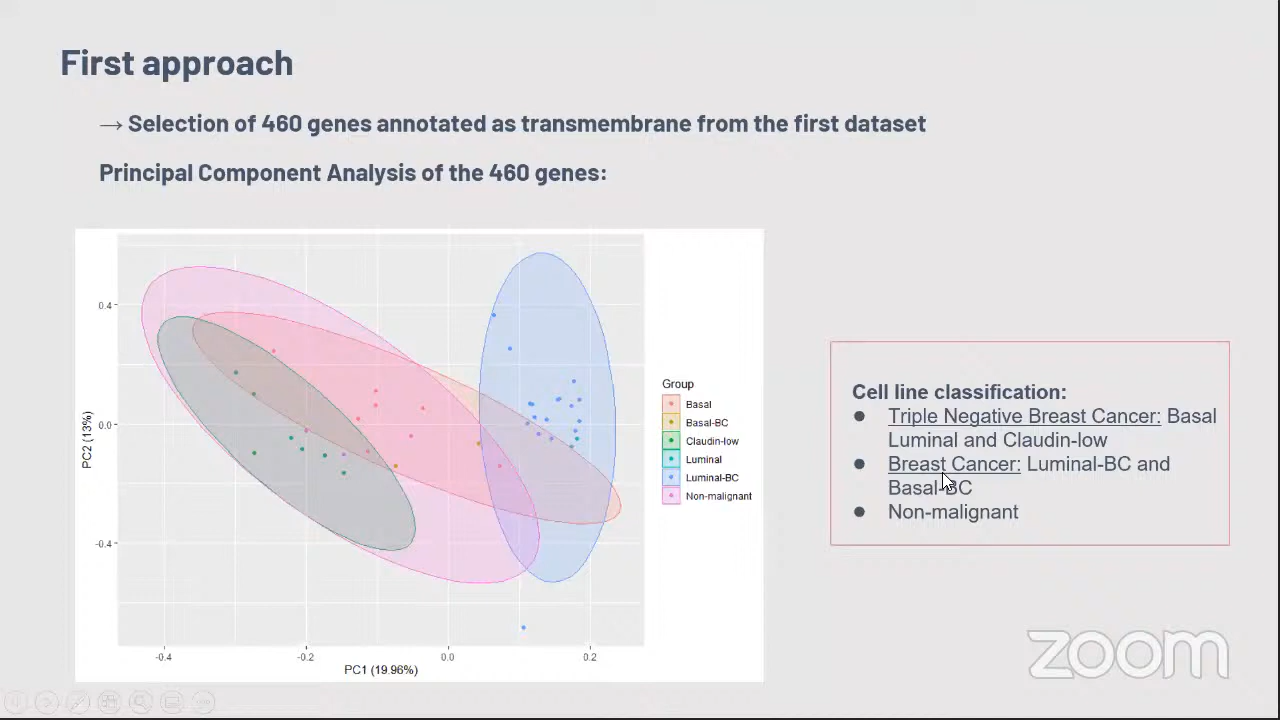 First approach
→ Selection of 460 genes annotated as transmembrane from the first dataset
Principal Component Analysis of the 460 genes:
0.4
0.0
-0.4
PC2 (13%)
-0.4
-0.2
0.0
0.2
PC1 (19.96%)
Group
Basal
Basal-BC
Claudin-low
Luminal
Luminal-BC
Non-malignant
Cell line classification:
● Triple Negative Breast Cancer: Basal
Luminal and Claudin-low
● Breast Cancer: Luminal-BC and
Basal-BC
● Non-malignant
zoom